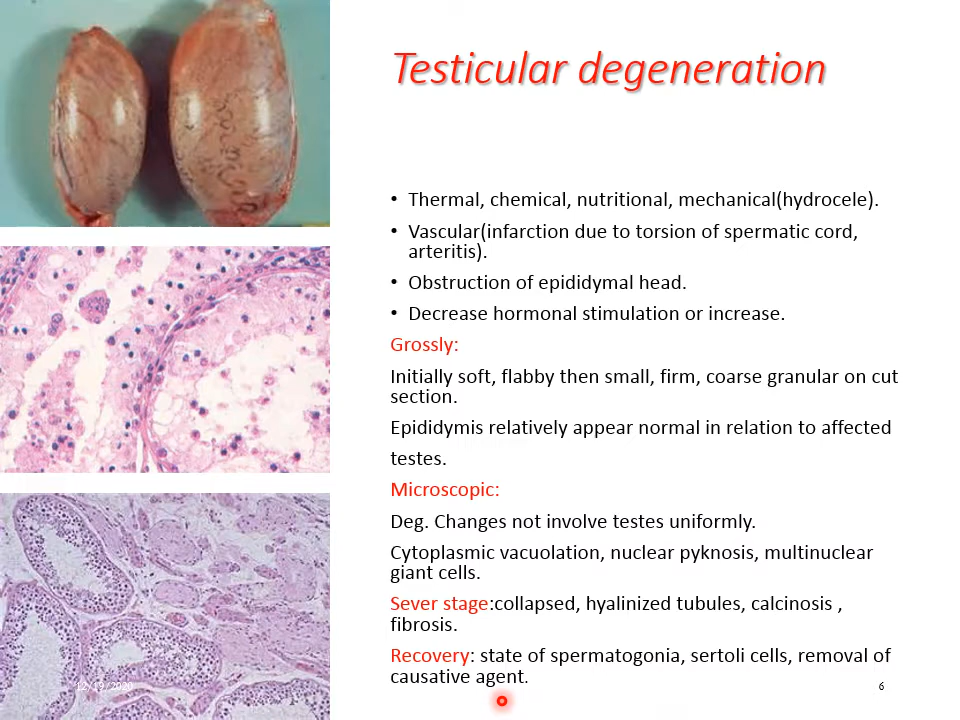 Testicular degeneration
• Thermal, chemical, nutritional, mechanical(hydrocele).
• Vascular(infarction due to torsion of spermatic cord,
arteritis).
• Obstruction of epididymal head.
• Decrease hormonal stimulation or increase.
Grossly:
Initially soft, flabby then small, firm, coarse granular on cut
section.
Epididymis relatively appear normal in relation to affected
testes.
Microscopic:
Deg. Changes not involve testes uniformly.
Cytoplasmic vacuolation, nuclear pyknosis, multinuclear
giant cells.
Sever stage:collapsed, hyalinized tubules, calcinosis ,
fibrosis.
Recovery: state of spermatogonia, sertoli cells, removal of
causative agent.
12/19/2020
6